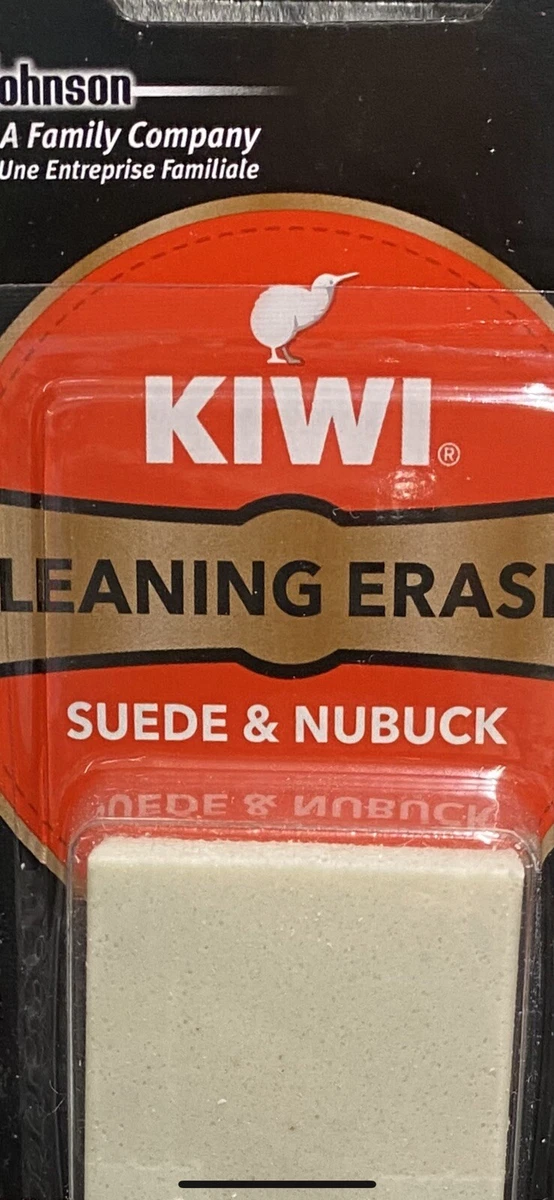 ohnson
A Family Company
Une Entreprise Familiale
KIWI®
LEANING ERAS
SUEDE & NUBUCK